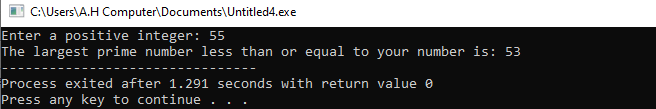 C:\Users\A.H Computer\Documents\Untitled4.exe
Enter a positive integer: 55
The largest prime number less than or equal to your number is: 53
--------------------------------
Process exited after 1.291 seconds with return value 0
Press any key to continue . . .